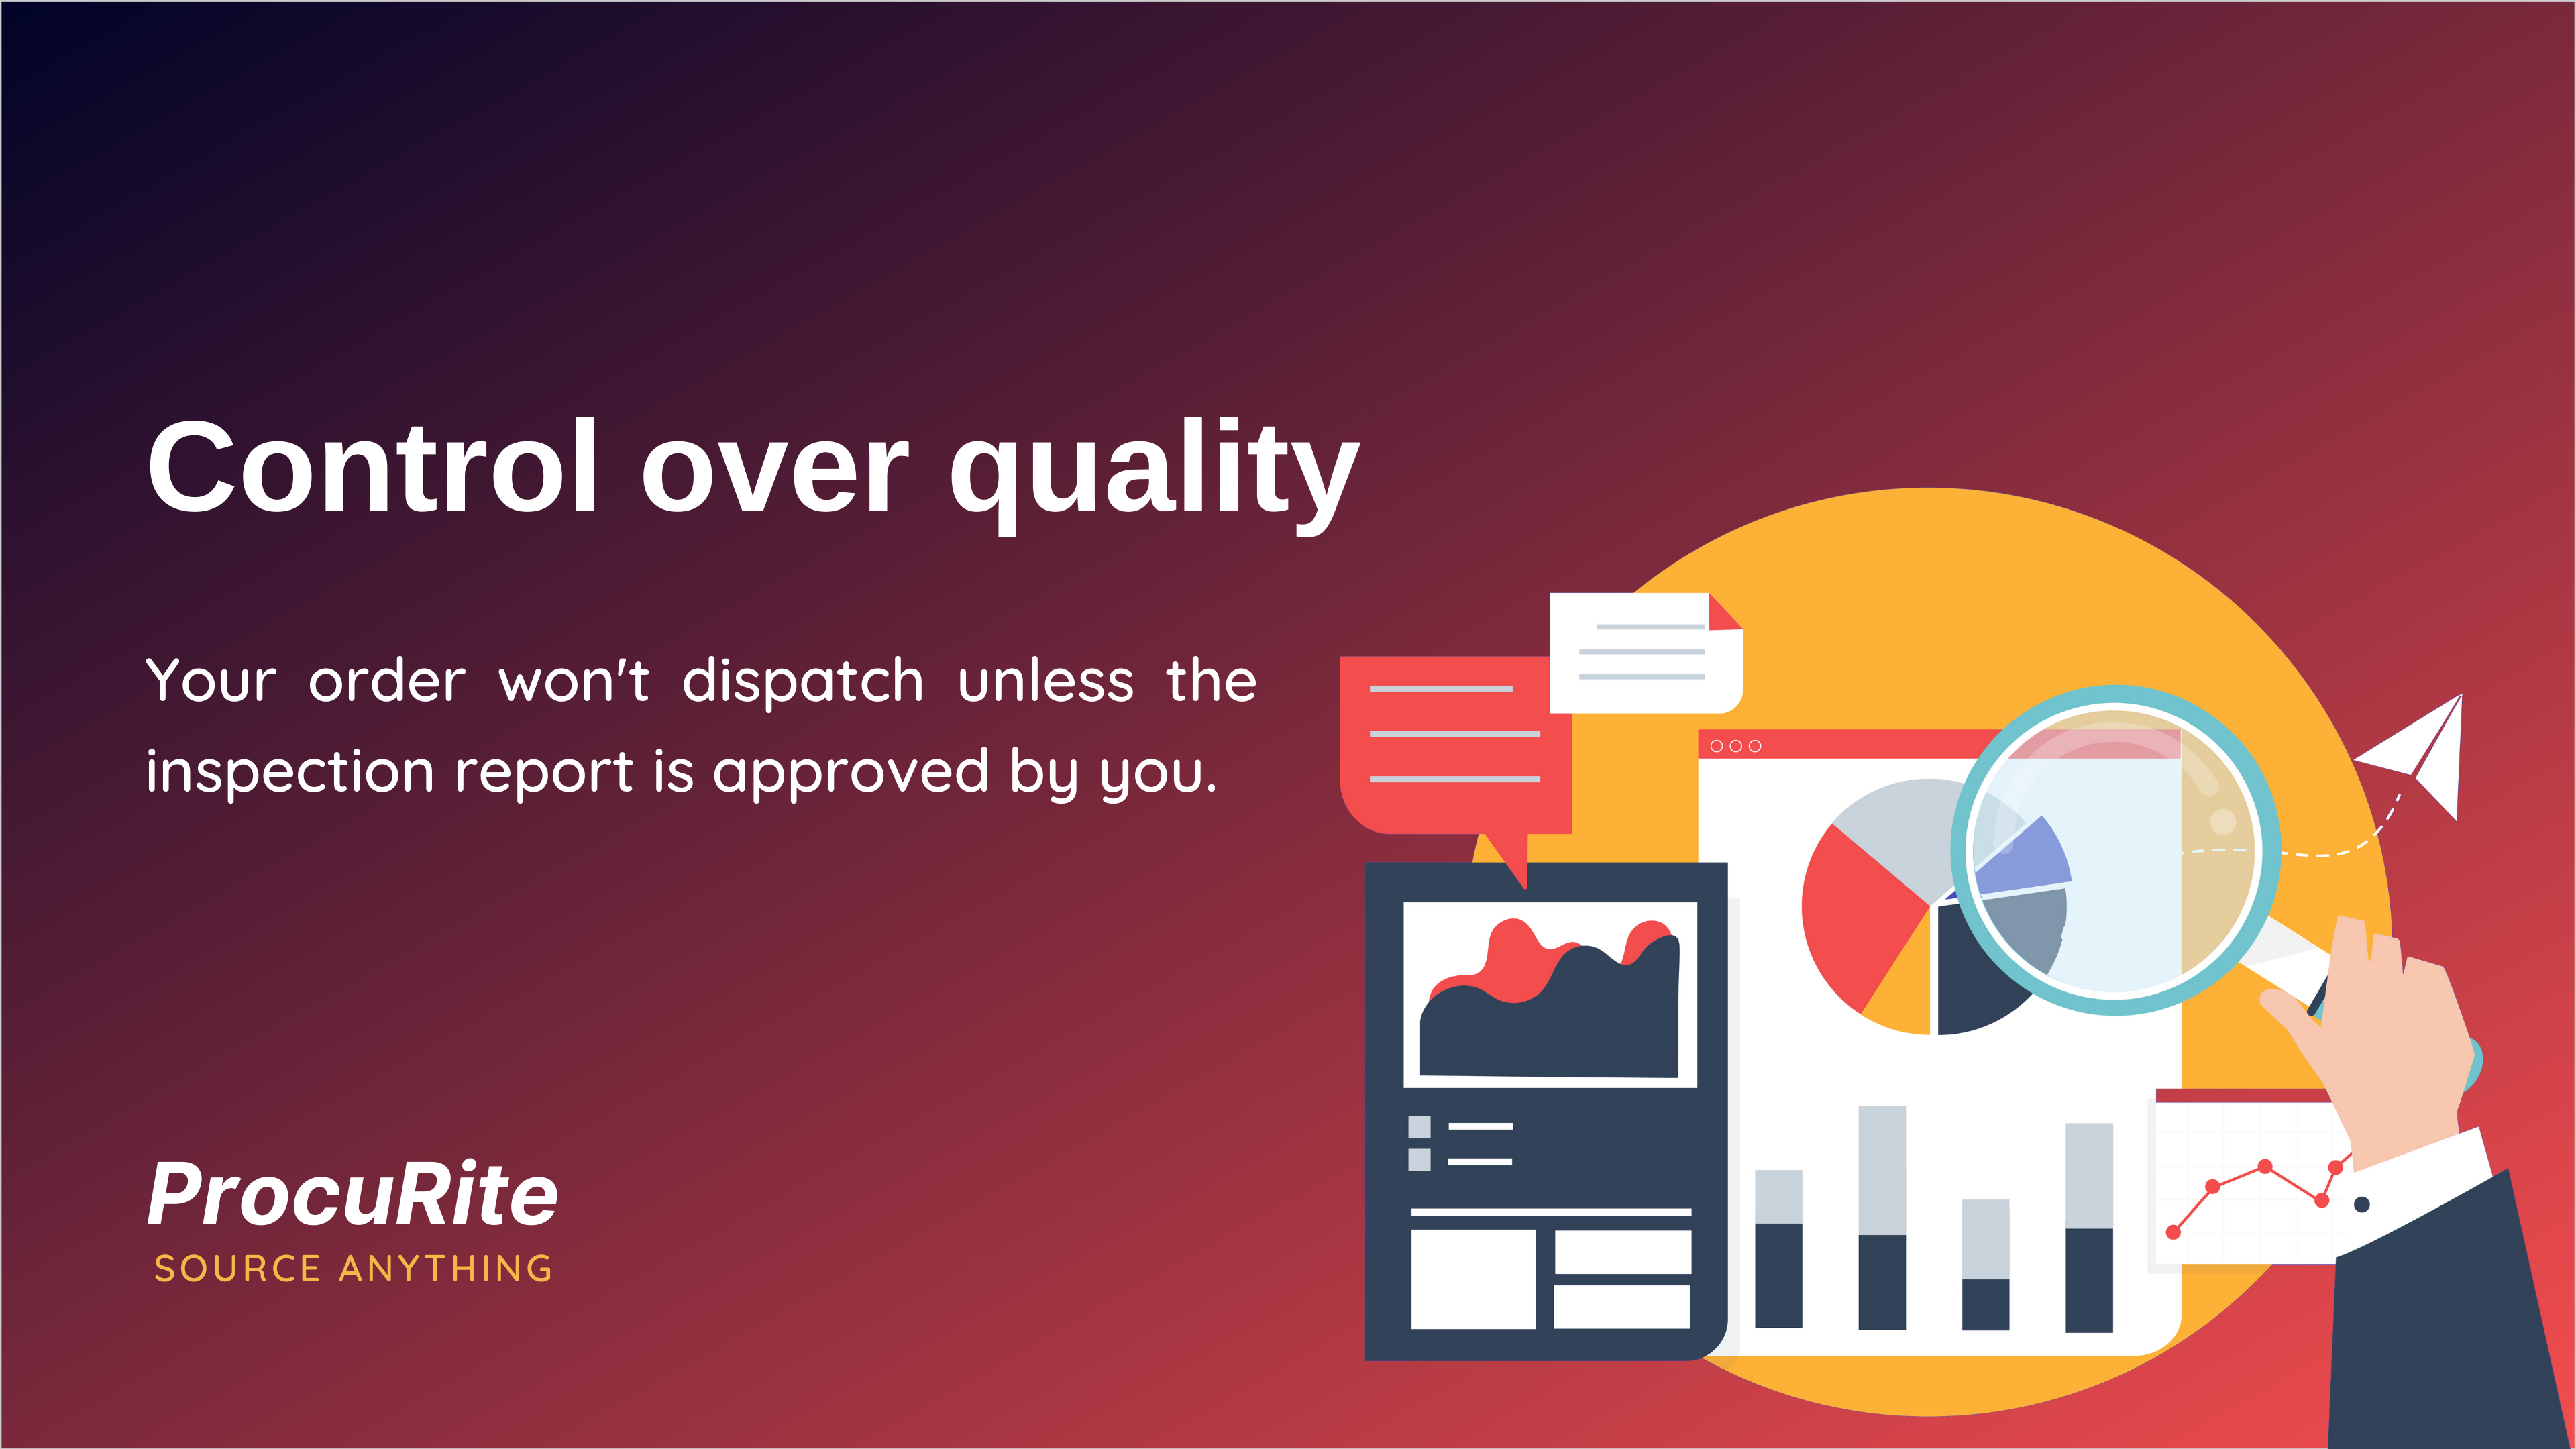 Control over quality
Your order won't dispatch unless the
inspection report is approved by you.
ProcuRite
SOURCE ANYTHING